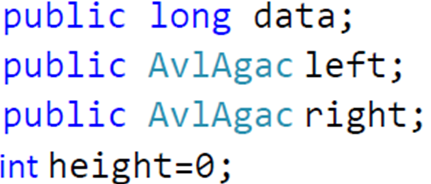 public long data;
public AvlAgac left;
public AvlAgac right;
int height=0;